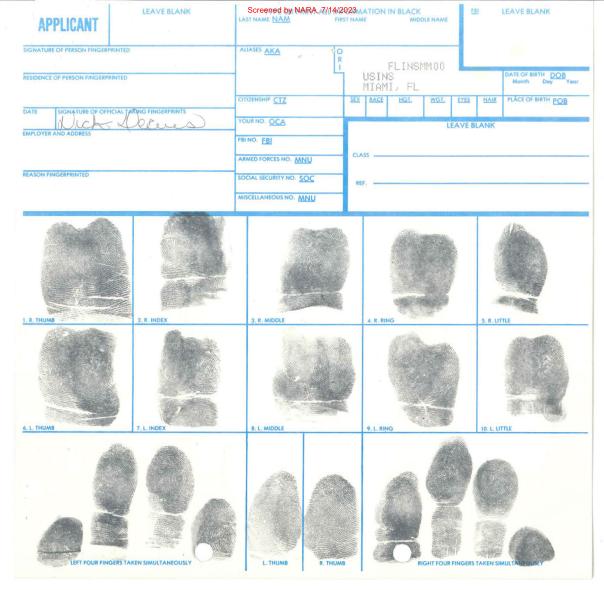 Screened by NARA, 7/14/2023
APPLICANT
LEAVE BLANK
INFORMATION IN BLACK
LAST NAME NAM FIRST NAME MIDDLE NAME
FBI LEAVE BLANK
SIGNATURE OF PERSON FINGERPRINTED
RESIDENCE OF PERSON FINGERPRINTED
DATE SIGNATURE OF OFFICIAL TAKING FINGERPRINTS
Nick
EMPLOYER AND ADDRESS
REASON FINGERPRINTED
ALIASES AKA
ORI
FLINSMM00
USINS
MIAMI, FL
DATE OF BIRTH DOB
Month Day Year
CITIZENSHIP CTZ
SEX RACE HGT. WGT. EYES HAIR PLACE OF BIRTH POB
YOUR NO. OCA
FBI NO. FBI
ARMED FORCES NO. MNU
SOCIAL SECURITY NO. SOC
MISCELLANEOUS NO. MNU
LEAVE BLANK
CLASS
REF.
1. R. THUMB 2. R. INDEX 3. R. MIDDLE 4. R. RING 5. R. LITTLE
6. L. THUMB 7. L. INDEX 8. L. MIDDLE 9. L. RING 10. L. LITTLE
LEFT FOUR FINGERS TAKEN SIMULTANEOUSLY L. THUMB R. THUMB RIGHT FOUR FINGERS TAKEN SIMULTANEOUSLY